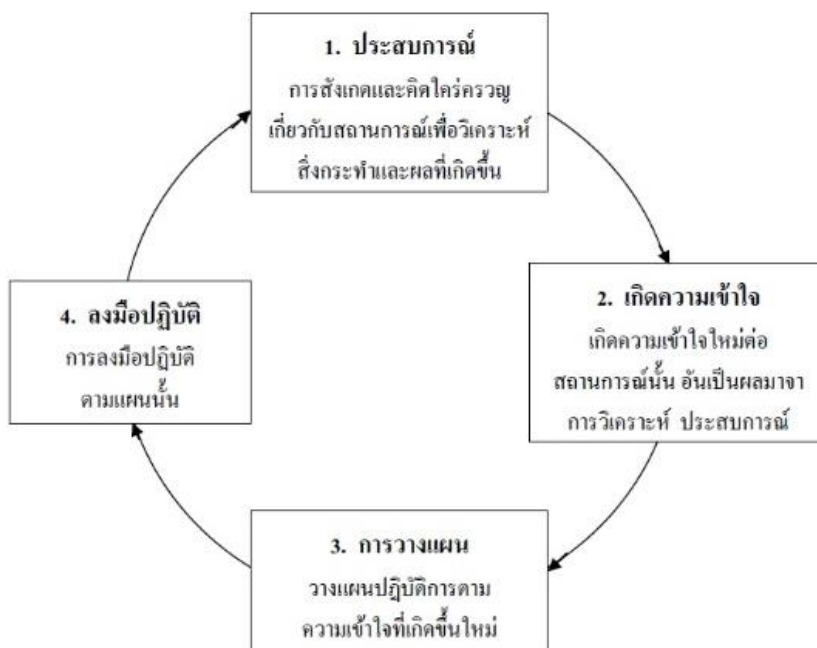 1. ประสบการณ์
การสังเกตและคิดใคร่ครวญ
เกี่ยวกับสถานการณ์เพื่อวิเคราะห์
สิ่งกระทำและผลที่เกิดขึ้น
2. เกิดความเข้าใจ
เกิดความเข้าใจใหม่ต่อ
สถานการณ์นั้น อันเป็นผลมาจา
การวิเคราะห์ ประสบการณ์
3. การวางแผน
วางแผนปฏิบัติการตาม
ความเข้าใจที่เกิดขึ้นใหม่
4. ลงมือปฏิบัติ
การลงมือปฏิบัติ
ตามแผนนั้น